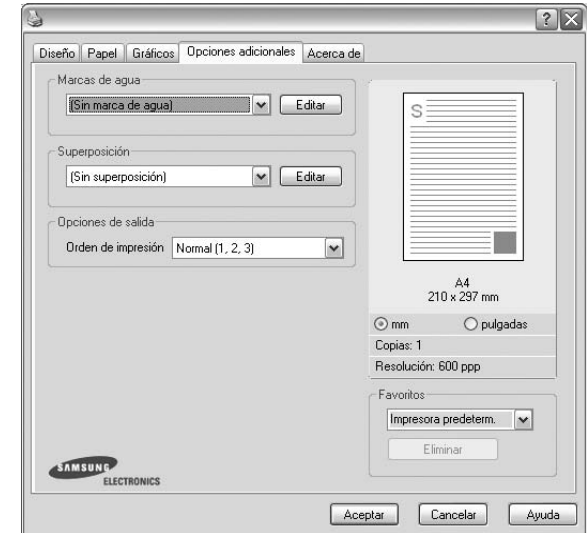 Diseño Papel Gráficos Opciones adicionales Acerca de
Marcas de agua
(Sin marca de agua) Editar
Superposición
(Sin superposición) Editar
Opciones de salida
Orden de impresión Normal (1, 2, 3)
S
A4
210 x 297 mm
mm pulgadas
Copias: 1
Resolución: 600 ppp
Favoritos
Impresora predeterm.
Eliminar
SAMSUNG
ELECTRONICS
Aceptar Cancelar Ayuda